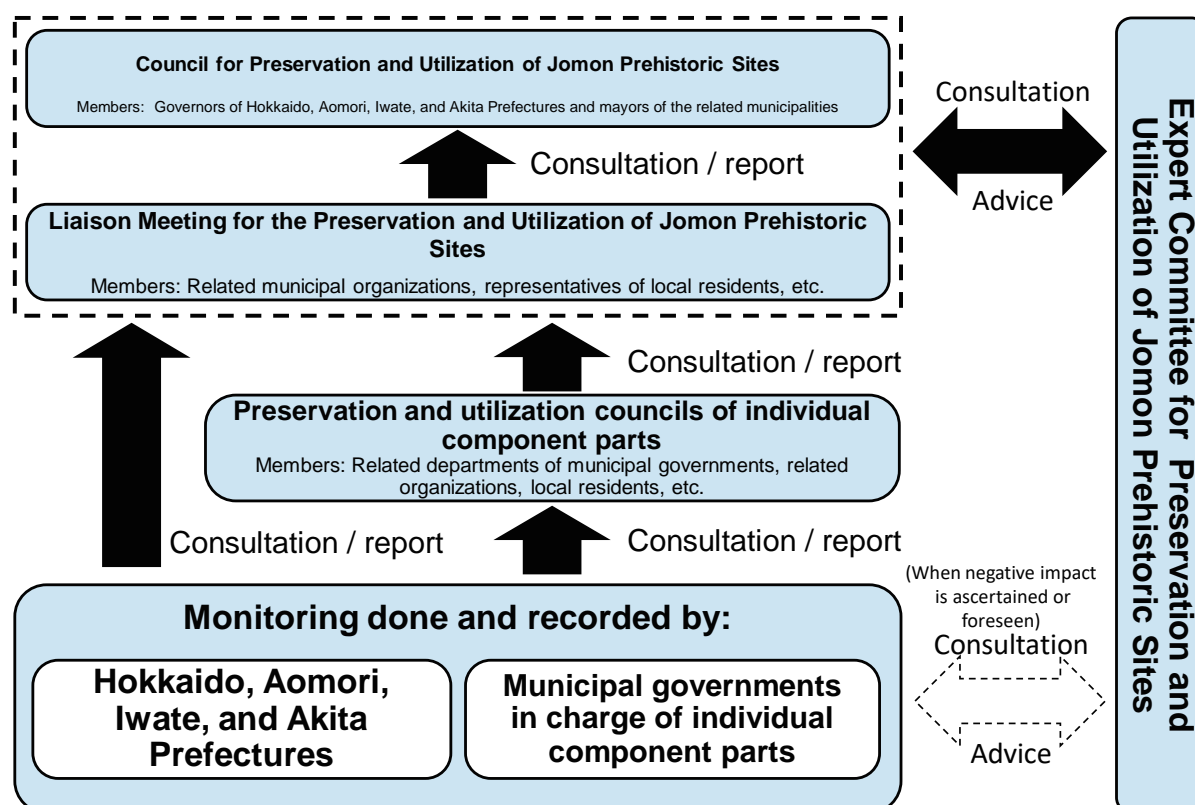 Council for Preservation and Utilization of Jomon Prehistoric Sites
Members: Governors of Hokkaido, Aomori, Iwate, and Akita Prefectures and mayors of the related municipalities
Consultation / report
Liaison Meeting for the Preservation and Utilization of Jomon Prehistoric
Sites
Members: Related municipal organizations, representatives of local residents, etc.
Consultation / report
Preservation and utilization councils of individual
component parts
Members: Related departments of municipal governments, related
organizations, local residents, etc.
Consultation / report
Consultation / report
Monitoring done and recorded by:
Hokkaido, Aomori,
Iwate, and Akita
Prefectures
Municipal governments
in charge of individual
component parts
Consultation
Advice
(When negative impact
is ascertained or
foreseen)
Consultation
Advice
Expert Committee for Preservation and
Utilization of Jomon Prehistoric Sites